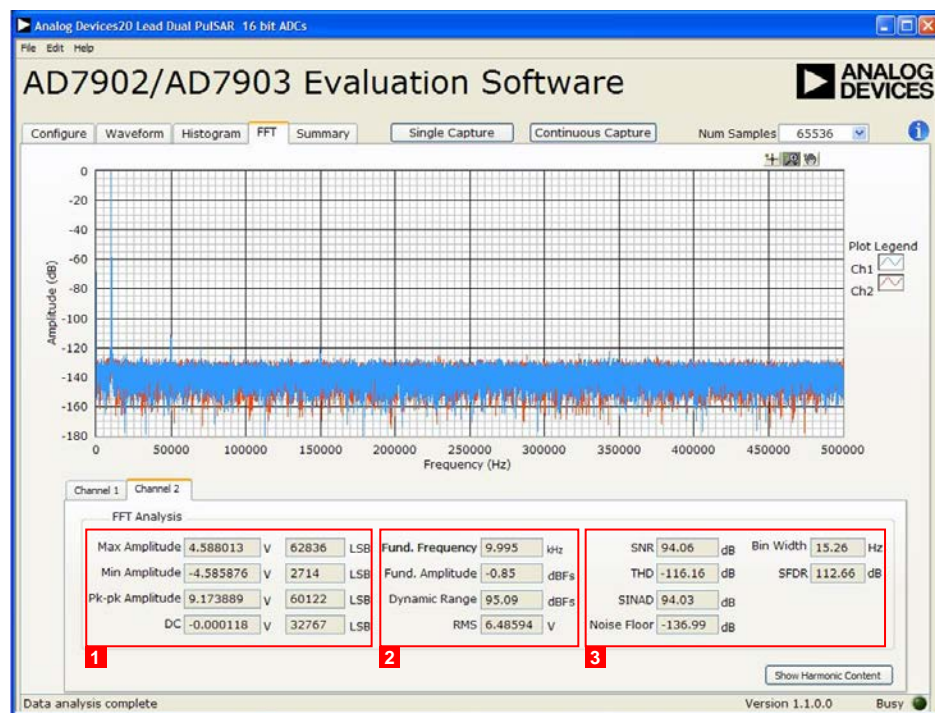 Analog Devices20 Lead Dual PulSAR 16 bit ADCs
File Edit Help
AD7902/AD7903 Evaluation Software
ANALOG
DEVICES
Configure Waveform Histogram FFT Summary Single Capture Continuous Capture Num Samples 65536
0
-20
-40
-60
-80
-100
-120
-140
-160
-180
Amplitude (dB)
0 50000 100000 150000 200000 250000 300000 350000 400000 450000 500000
Frequency (Hz)
Plot Legend
Ch1
Ch2
Channel 1 Channel 2
FFT Analysis
Max Amplitude 4.588013 V 62836 LSB Fund. Frequency 9.995 kHz SNR 94.06 dB Bin Width 15.26 Hz
Min Amplitude -4.585876 V 2714 LSB Fund. Amplitude -0.85 dBFs THD -116.16 dB SFDR 112.66 dB
Pk-pk Amplitude 9.173889 V 60122 LSB Dynamic Range 95.09 dBFs SINAD 94.03 dB
DC -0.000118 V 32767 LSB RMS 6.48594 V Noise Floor -136.99 dB
1 2 3
Show Harmonic Content
Data analysis complete Version 1.1.0.0 Busy